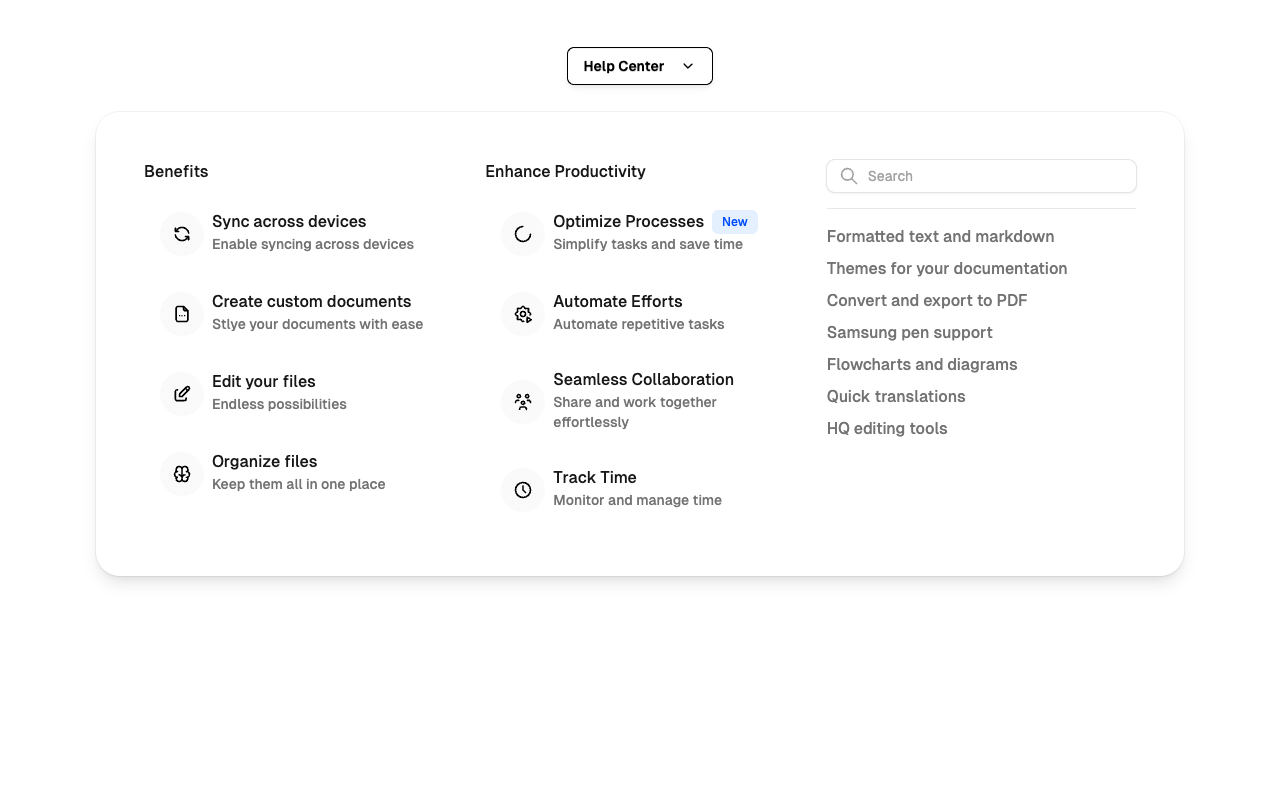 Help Center
Benefits
Sync across devices
Enable syncing across devices
Create custom documents
Stlye your documents with ease
Edit your files
Endless possibilities
Organize files
Keep them all in one place
Enhance Productivity
Optimize Processes New
Simplify tasks and save time
Automate Efforts
Automate repetitive tasks
Seamless Collaboration
Share and work together
effortlessly
Track Time
Monitor and manage time
Search
Formatted text and markdown
Themes for your documentation
Convert and export to PDF
Samsung pen support
Flowcharts and diagrams
Quick translations
HQ editing tools